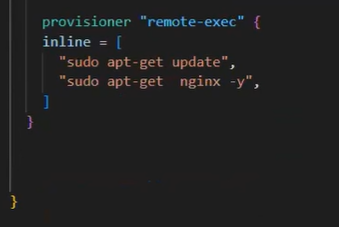 provisioner "remote-exec" {
inline = [
"sudo apt-get update",
"sudo apt-get  nginx -y",
]
}
}